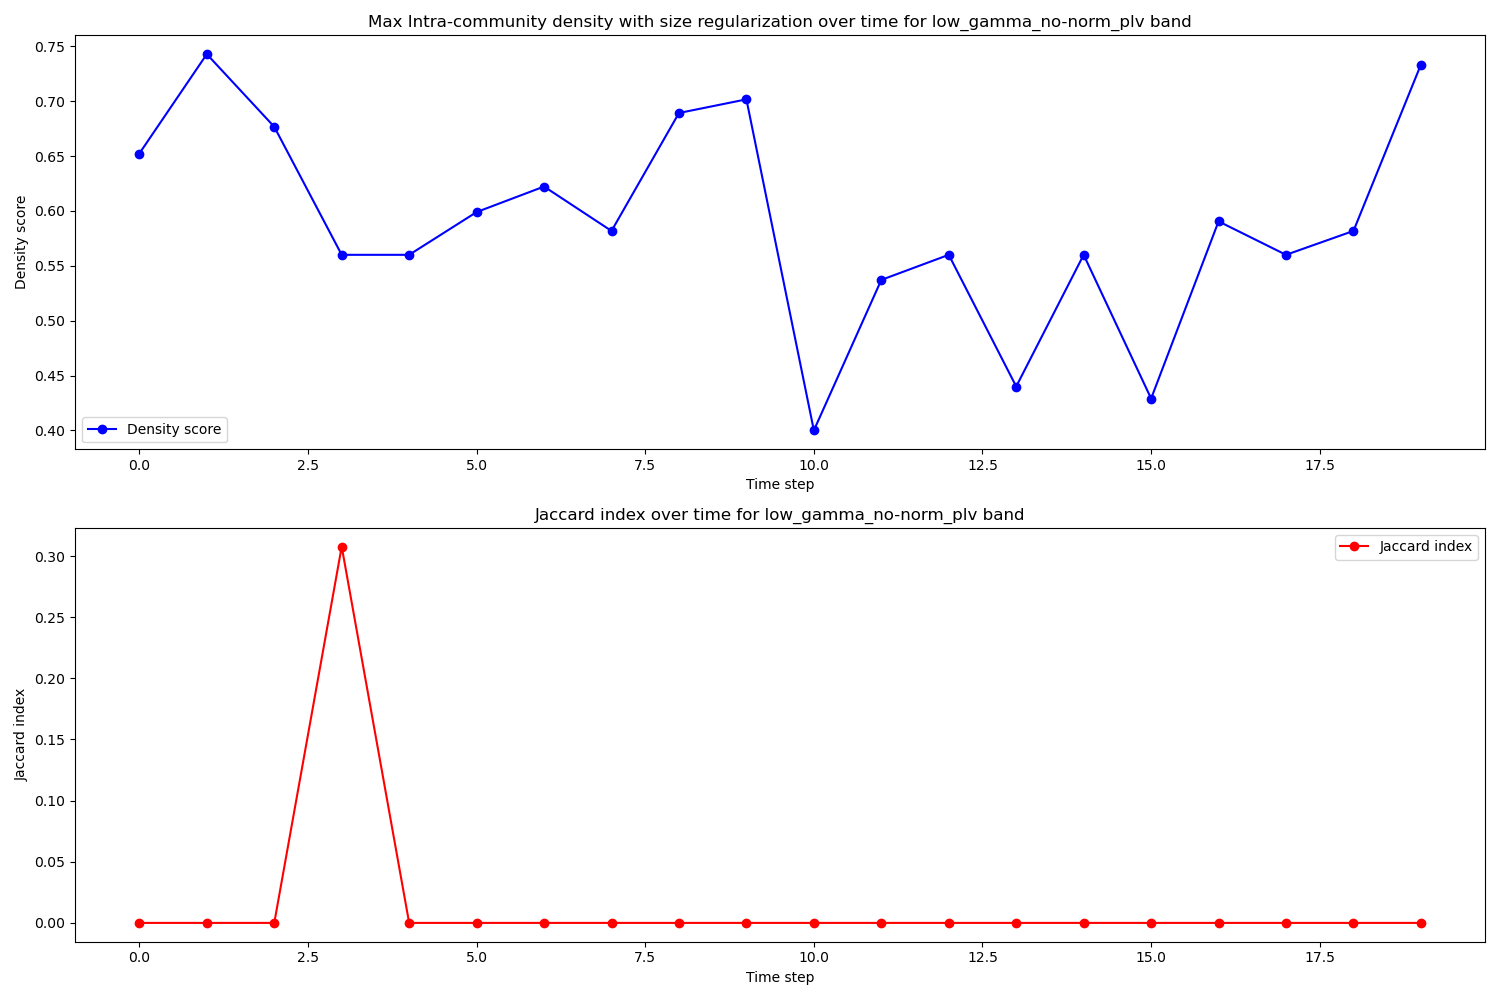 Max Intra-community density with size regularization over time for low_gamma_no-norm_plv band
0.75
0.70
0.65
0.60
0.55
0.50
0.45
0.40
Density score
Density score
0.0 2.5 5.0 7.5 10.0 12.5 15.0 17.5
Time step
Jaccard index over time for low_gamma_no-norm_plv band
Jaccard index
0.30
0.25
0.20
0.15
0.10
0.05
0.00
Jaccard index
0.0 2.5 5.0 7.5 10.0 12.5 15.0 17.5
Time step